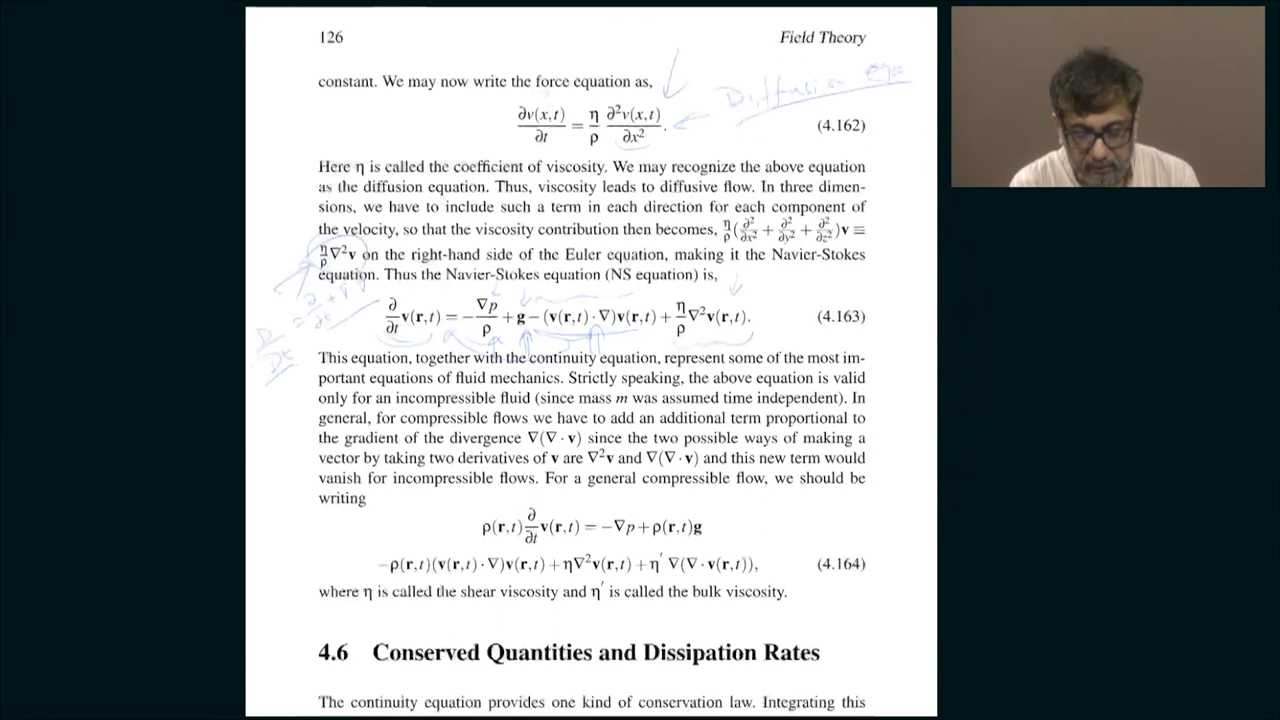 126 Field Theory
constant. We may now write the force equation as,
Diffusion eqn
∂v(x,t)/∂t = η/ρ ∂²v(x,t)/∂x². (4.162)
Here η is called the coefficient of viscosity. We may recognize the above equation
as the diffusion equation. Thus, viscosity leads to diffusive flow. In three dimen-
sions, we have to include such a term in each direction for each component of
the velocity, so that the viscosity contribution then becomes, η/ρ(∂²/∂x² + ∂²/∂y² + ∂²/∂z²)v ≡
η/ρ∇²v on the right-hand side of the Euler equation, making it the Navier-Stokes
equation. Thus the Navier-Stokes equation (NS equation) is,
∂/∂t v(r,t) = −∇p/ρ + g − (v(r,t) · ∇)v(r,t) + η/ρ∇²v(r,t). (4.163)
This equation, together with the continuity equation, represent some of the most im-
portant equations of fluid mechanics. Strictly speaking, the above equation is valid
only for an incompressible fluid (since mass m was assumed time independent). In
general, for compressible flows we have to add an additional term proportional to
the gradient of the divergence ∇(∇ · v) since the two possible ways of making a
vector by taking two derivatives of v are ∇²v and ∇(∇ · v) and this new term would
vanish for incompressible flows. For a general compressible flow, we should be
writing
ρ(r,t)∂/∂t v(r,t) = −∇p + ρ(r,t)g
−ρ(r,t)(v(r,t) · ∇)v(r,t) + η∇²v(r,t) + η′ ∇(∇ · v(r,t)), (4.164)
where η is called the shear viscosity and η′ is called the bulk viscosity.
4.6 Conserved Quantities and Dissipation Rates
The continuity equation provides one kind of conservation law. Integrating this